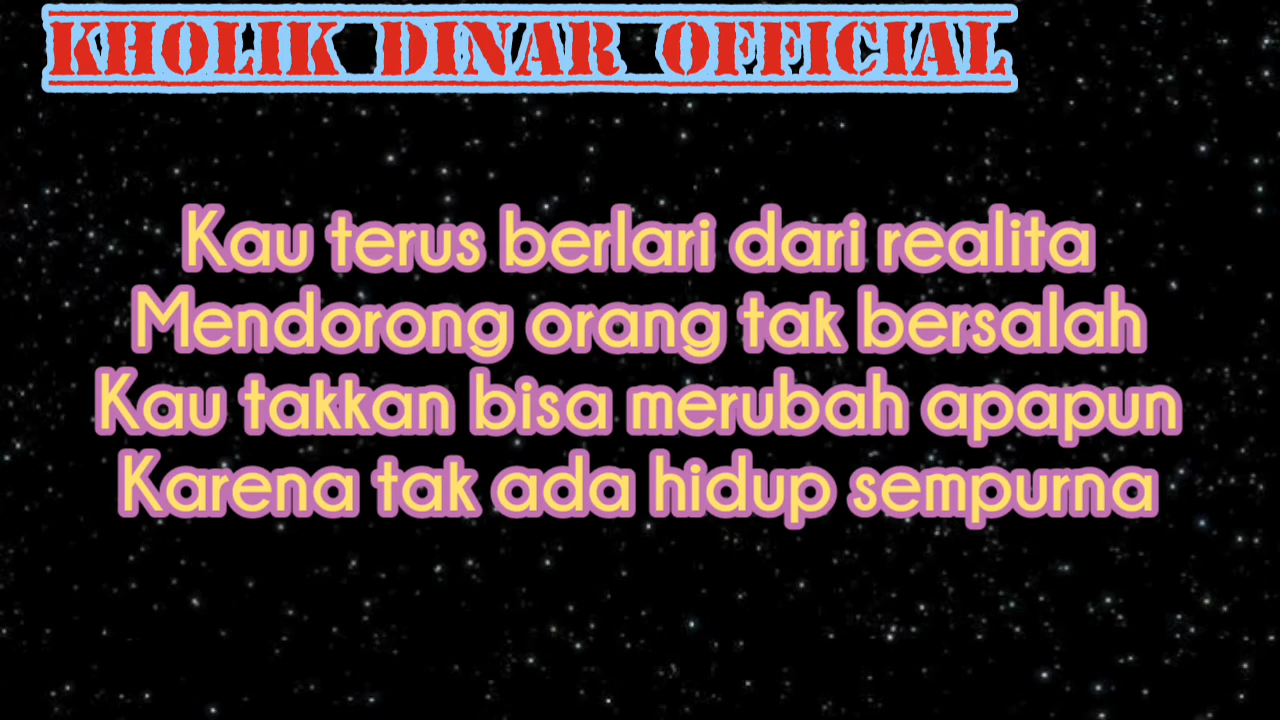 KHOLIK DINAR OFFICIAL
Kau terus berlari dari realita
Mendorong orang tak bersalah
Kau takkan bisa merubah apapun
Karena tak ada hidup sempurna